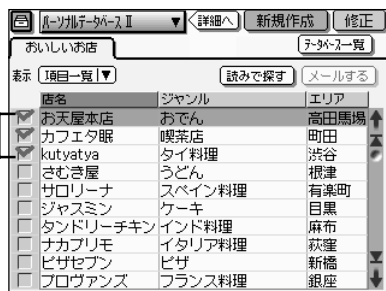 パーソナルデータベースⅡ ▼ 詳細へ 新規作成 修正
おいしいお店 データベース一覧
表示 項目一覧▼ 読みで探す メールする
店名 ジャンル エリア
お天屋本店 おでん 高田馬場
カフェタ眠 喫茶店 町田
kutyatya タイ料理 渋谷
さむき屋 うどん 根津
サロリーナ スペイン料理 有楽町
ジャスミン ケーキ 目黒
タンドリーチキン インド料理 麻布
ナカプリモ イタリア料理 荻窪
ピザセブン ピザ 新橋
プロヴァンズ フランス料理 銀座